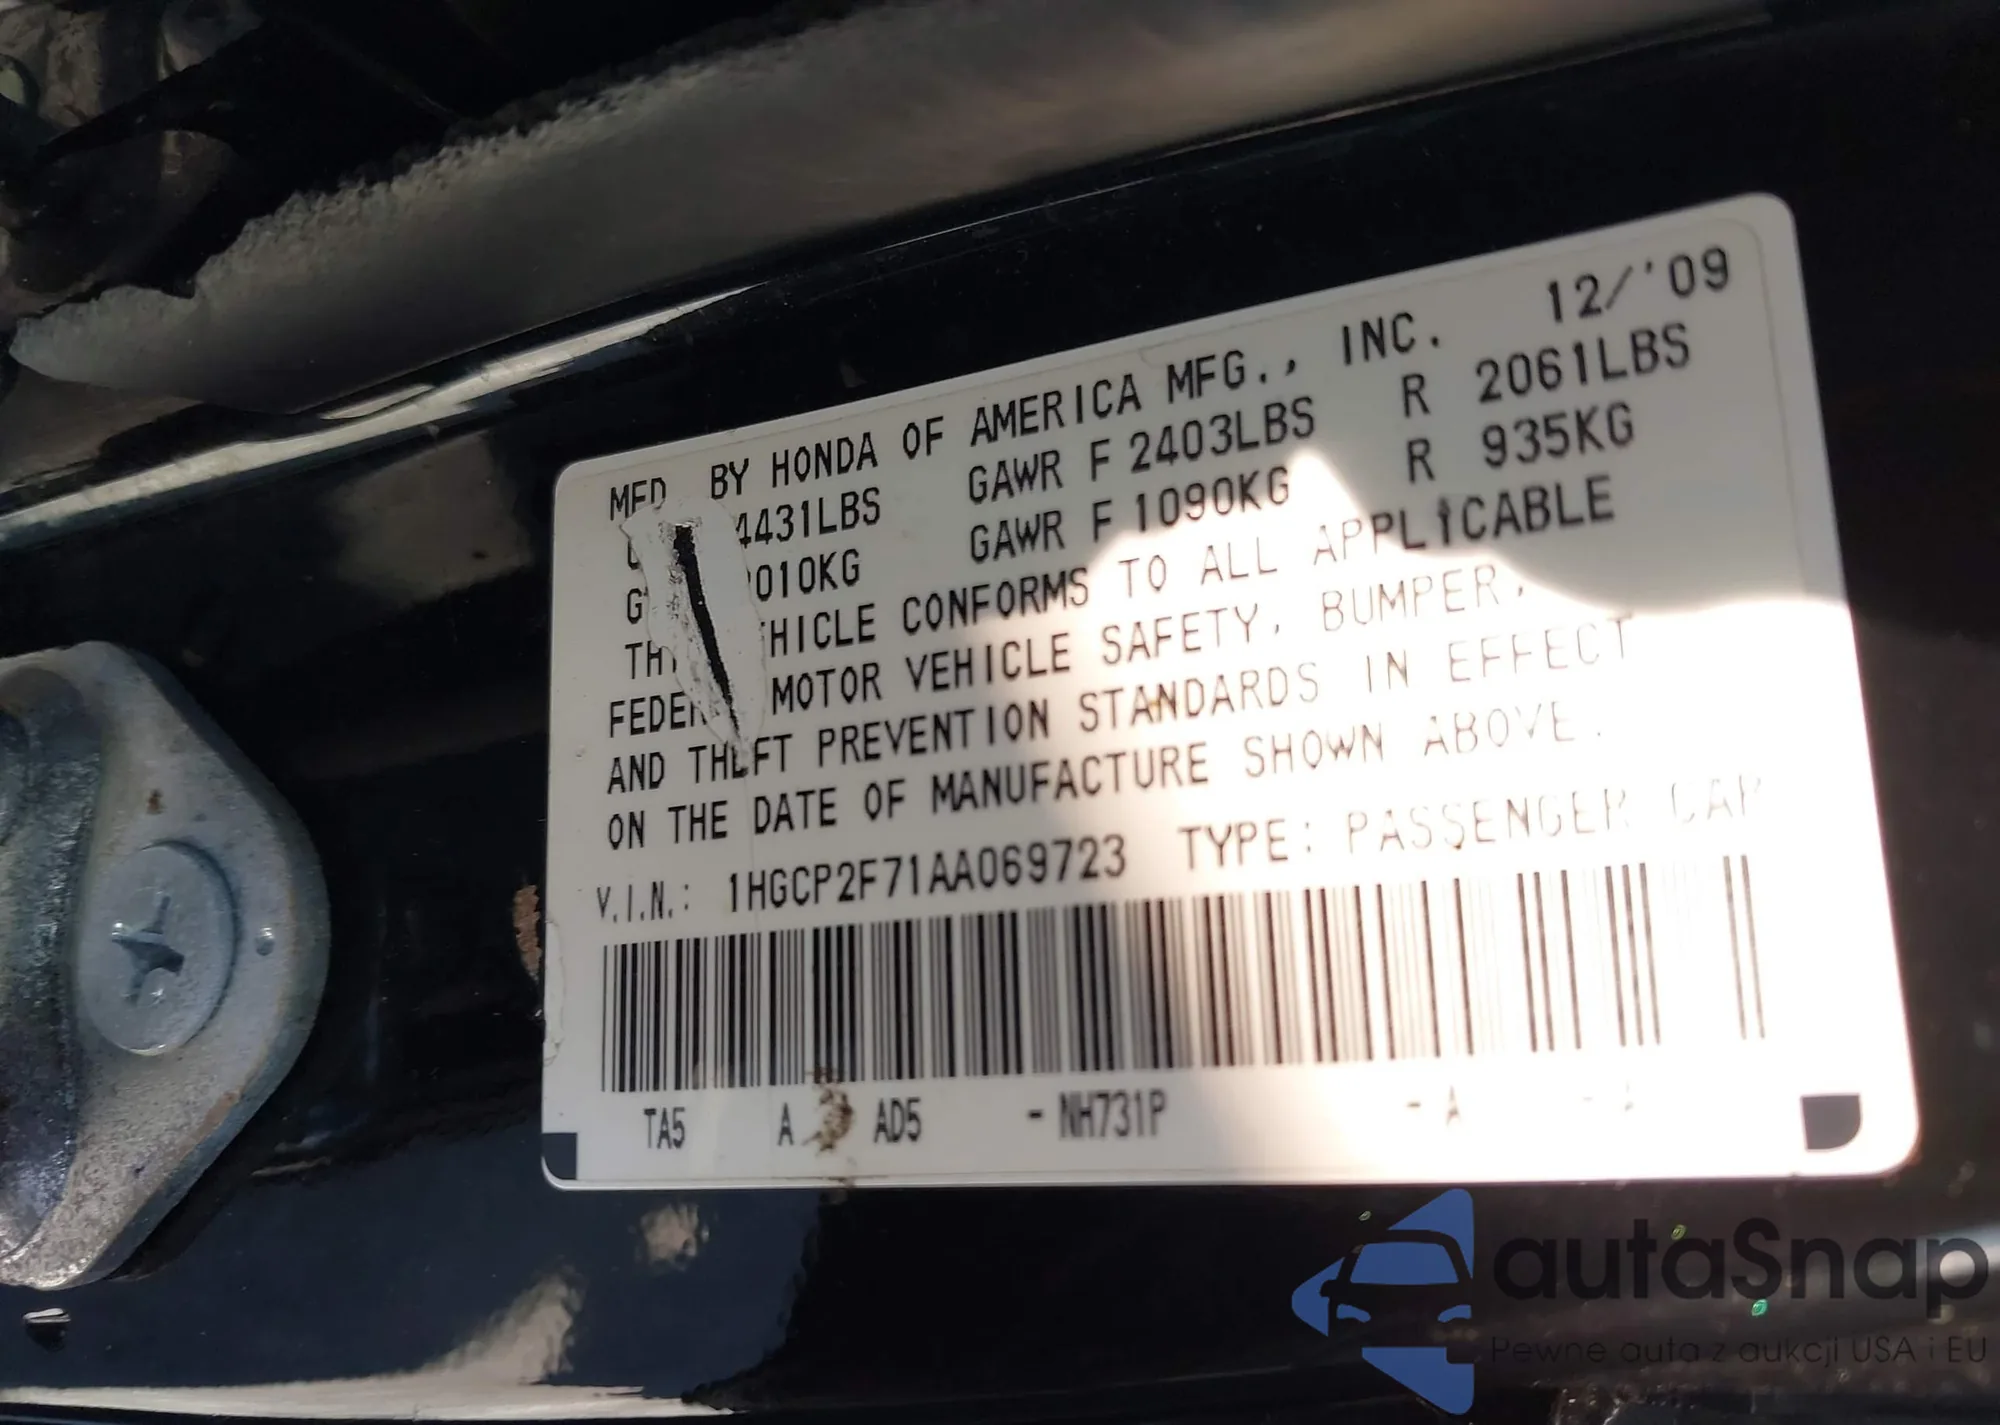 MFD BY HONDA OF AMERICA MFG., INC. 12/'09
4431LBS GAWR F 2403LBS R 2061LBS
010KG GAWR F 1090KG R 935KG
HICLE CONFORMS TO ALL APPLICABLE
MOTOR VEHICLE SAFETY, BUMPER,
AND THEFT PREVENTION STANDARDS IN EFFECT
ON THE DATE OF MANUFACTURE SHOWN ABOVE.
V.I.N.: 1HGCP2F71AA069723 TYPE: PASSENGER CAR
TA5 A AD5 - NH731P - A
autaSnap
Pewne auta z aukcji USA i EU